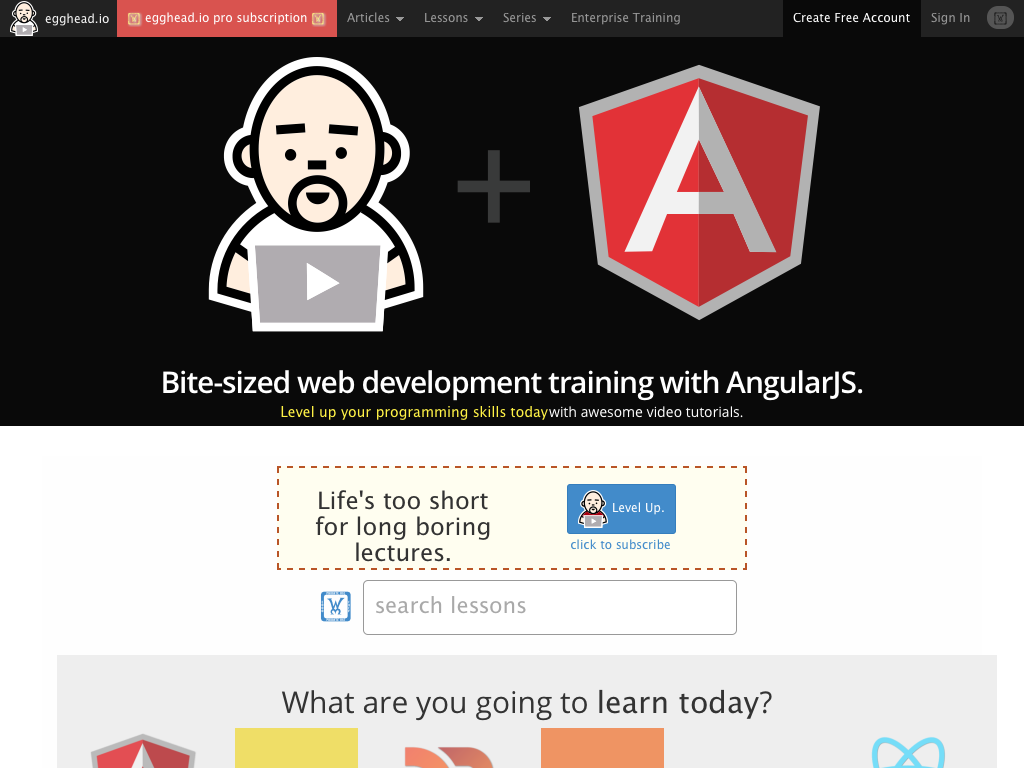 egghead.io
egghead.io pro subscription
Articles
Lessons
Series
Enterprise Training
Create Free Account
Sign In
A
Bite-sized web development training with AngularJS.
Level up your programming skills today with awesome video tutorials.
Life's too short
for long boring
lectures.
Level Up.
click to subscribe
search lessons
What are you going to learn today?